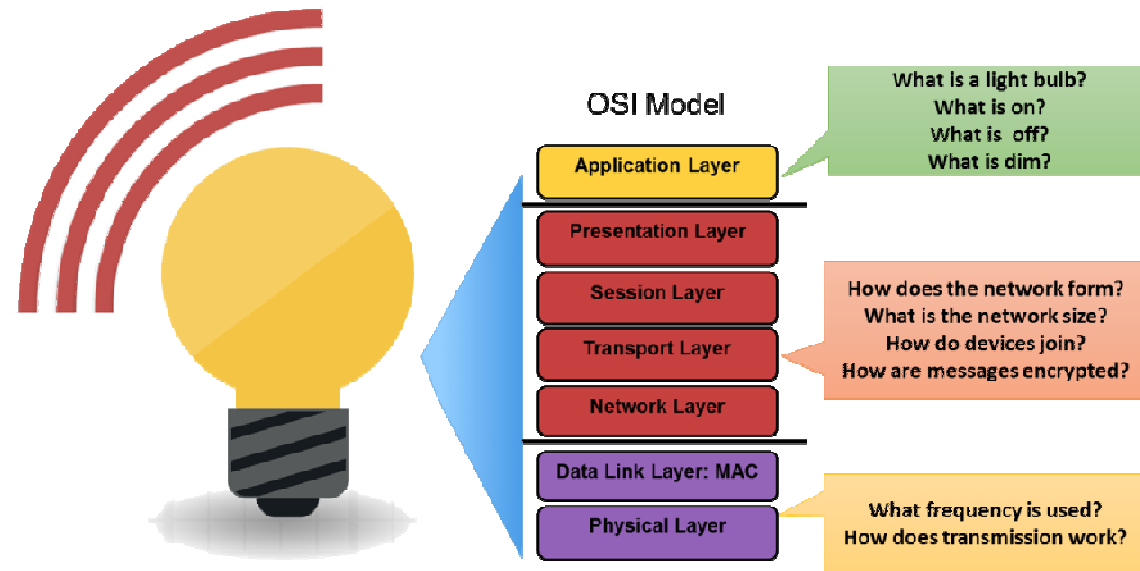 OSI Model
Application Layer
Presentation Layer
Session Layer
Transport Layer
Network Layer
Data Link Layer: MAC
Physical Layer
What is a light bulb?
What is on?
What is off?
What is dim?
How does the network form?
What is the network size?
How do devices join?
How are messages encrypted?
What frequency is used?
How does transmission work?